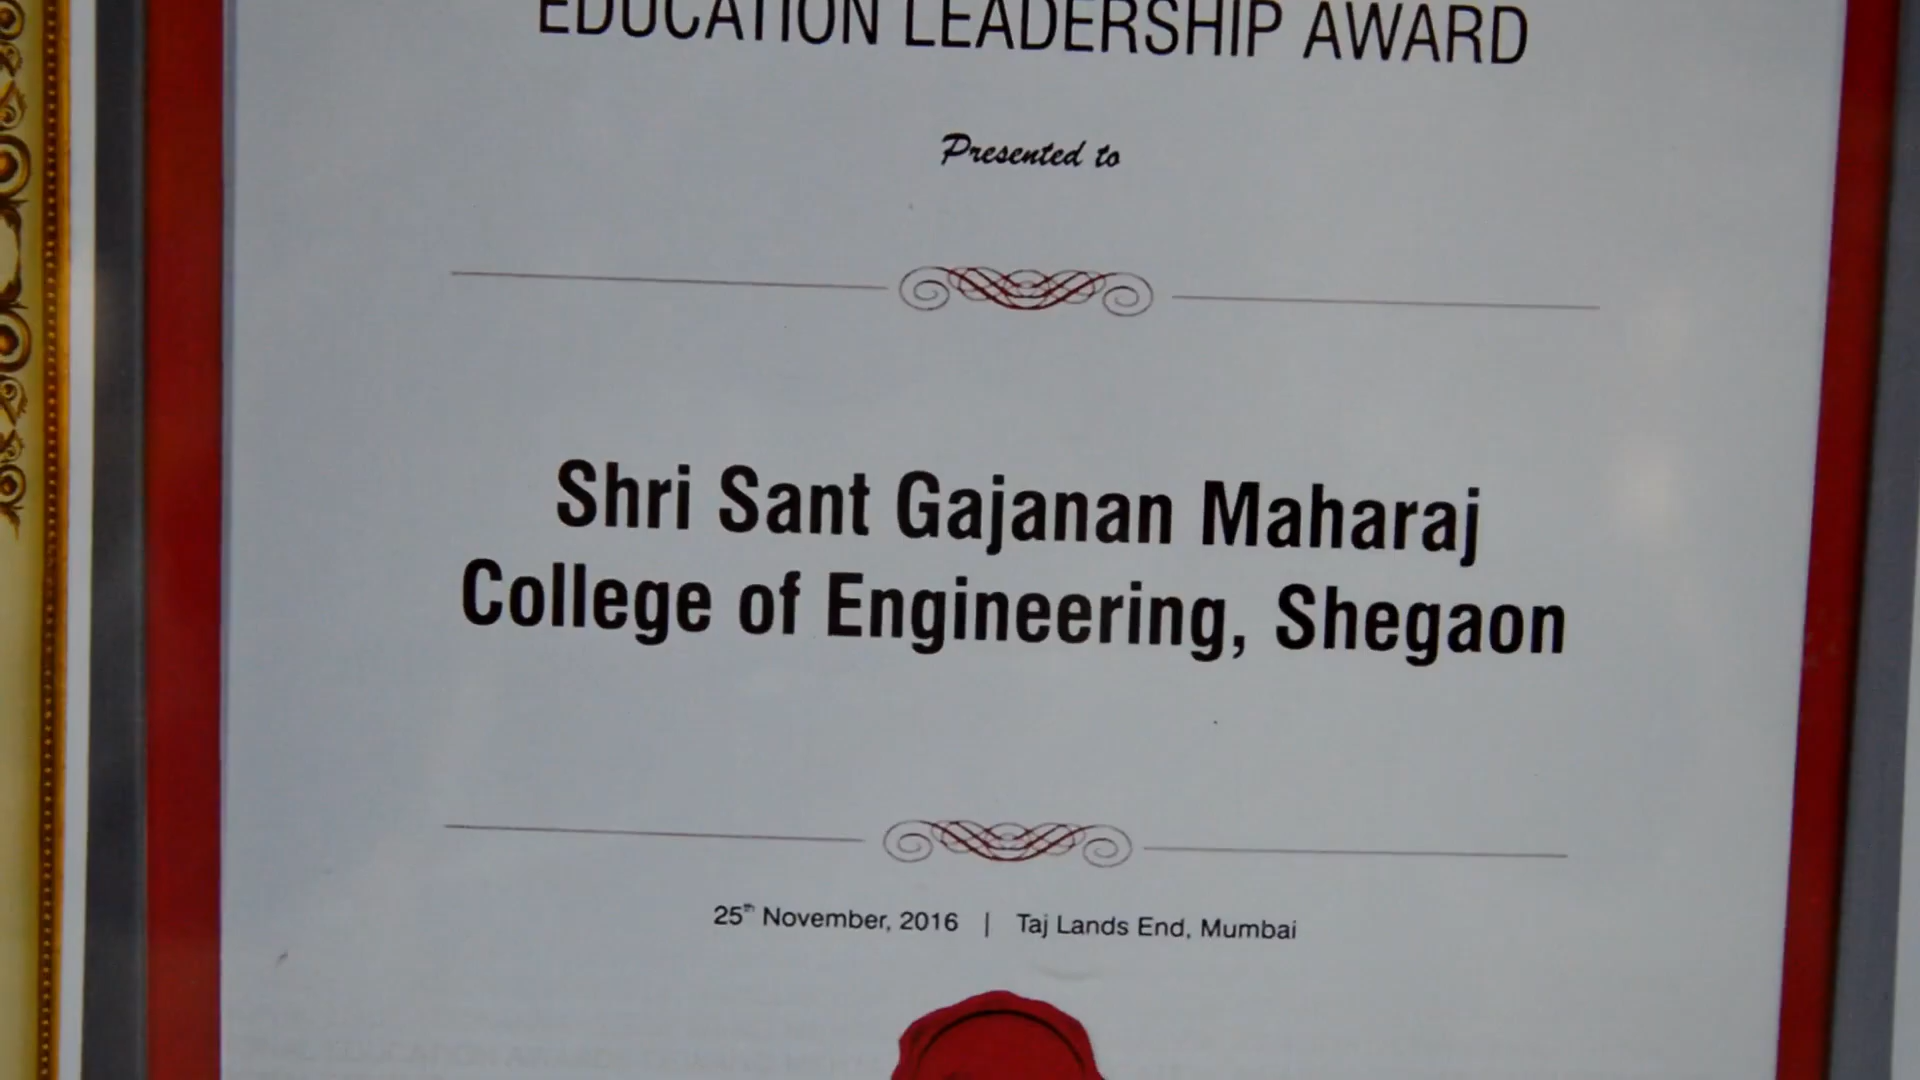 EDUCATION LEADERSHIP AWARD
Presented to
Shri Sant Gajanan Maharaj
College of Engineering, Shegaon
25th November, 2016 | Taj Lands End, Mumbai